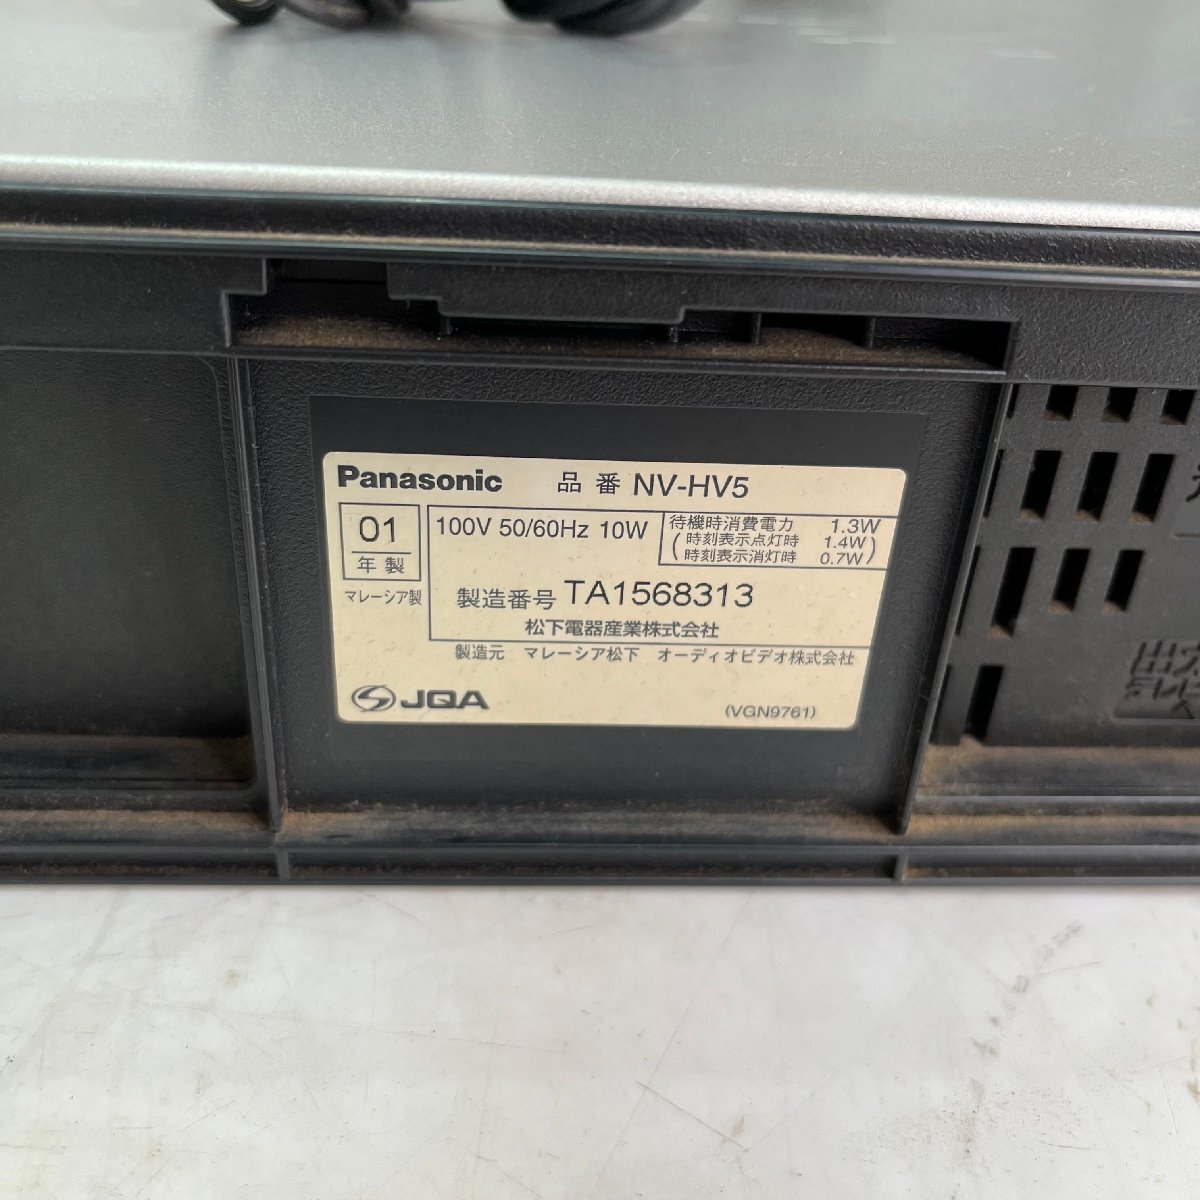 Panasonic 品番 NV-HV5
01
年製
マレーシア製
100V 50/60Hz 10W
待機時消費電力 1.3W
(時刻表示点灯時 1.4W
時刻表示消灯時 0.7W)
製造番号 TA1568313
松下電器産業株式会社
製造元 マレーシア松下 オーディオビデオ株式会社
JQA
(VGN9761)